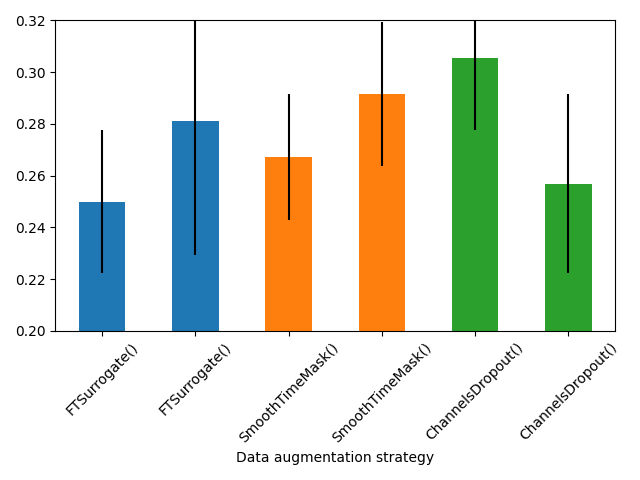 0.32
0.30
0.28
0.26
0.24
0.22
0.20
FTSurrogate()
FTSurrogate()
SmoothTimeMask()
SmoothTimeMask()
ChannelsDropout()
ChannelsDropout()
Data augmentation strategy